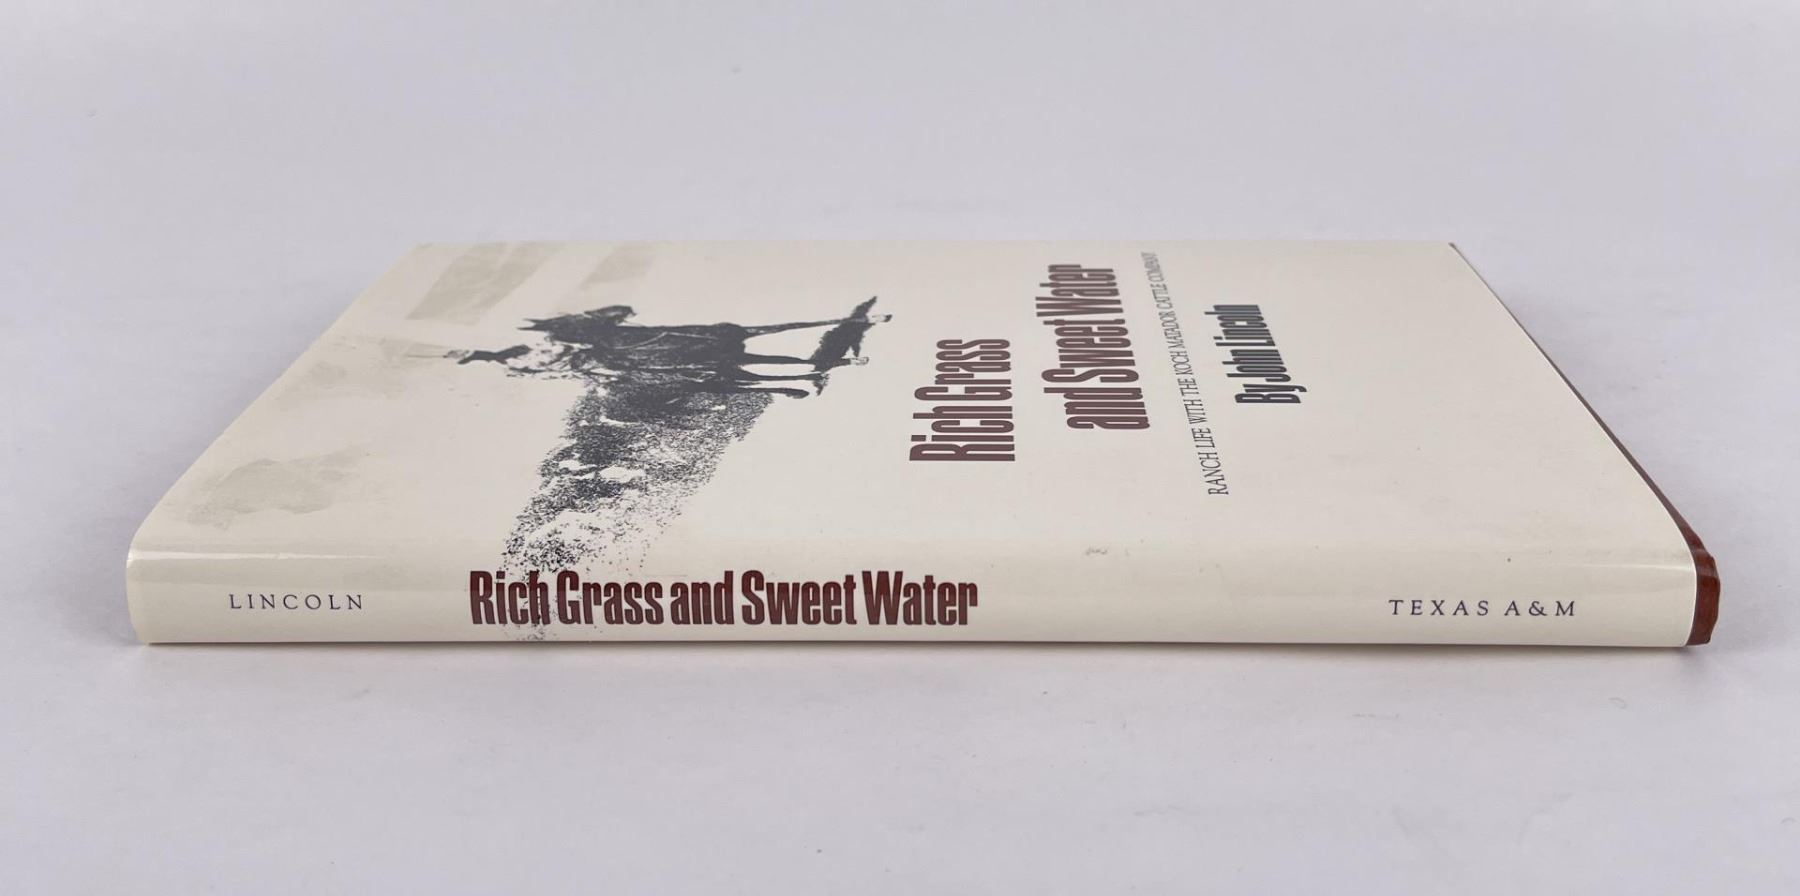 Rich Grass
and Sweet Water
RANCH LIFE WITH THE KOCH MATADOR CATTLE COMPANY
By John Lincoln
LINCOLN
Rich Grass and Sweet Water
TEXAS A&M